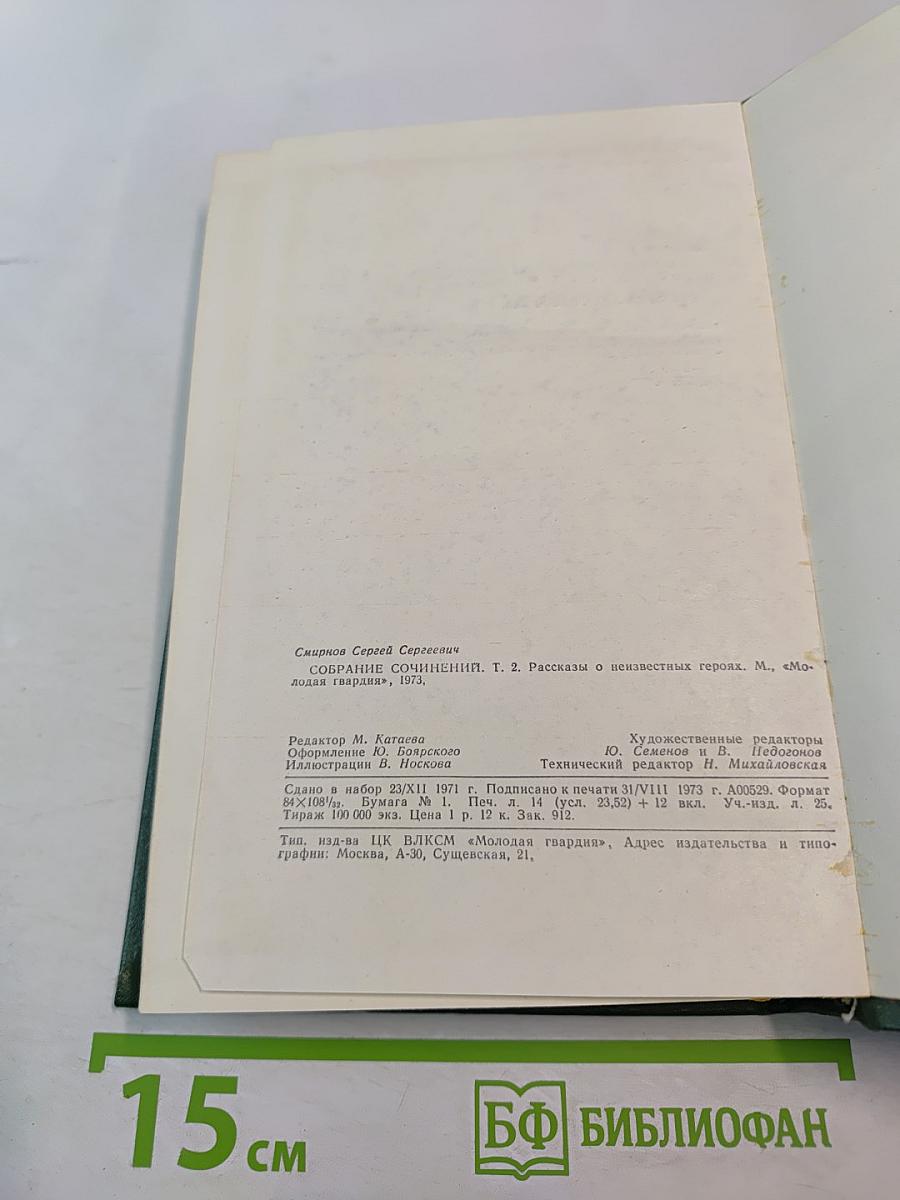 Смирнов Сергей Сергеевич
СОБРАНИЕ СОЧИНЕНИЙ. Т. 2. Рассказы о неизвестных героях. М., «Мо-
лодая гвардия», 1973,
Редактор М. Катаева
Оформление Ю. Боярского
Иллюстрации В. Носкова
Художественные редакторы
Ю. Семенов и В. Недогонов
Технический редактор Н. Михайловская
Сдано в набор 23/XII 1971 г. Подписано к печати 31/VIII 1973 г. А00529. Формат
84×108¹/₃₂. Бумага № 1. Печ. л. 14 (усл. 23,52) + 12 вкл. Уч.-изд. л. 25.
Тираж 100 000 экз. Цена 1 р. 12 к. Зак. 912.
Тип. изд-ва ЦК ВЛКСМ «Молодая гвардия», Адрес издательства и типо-
графии: Москва, А-30, Сущевская, 21.
15 см
БФ БИБЛИОФАН